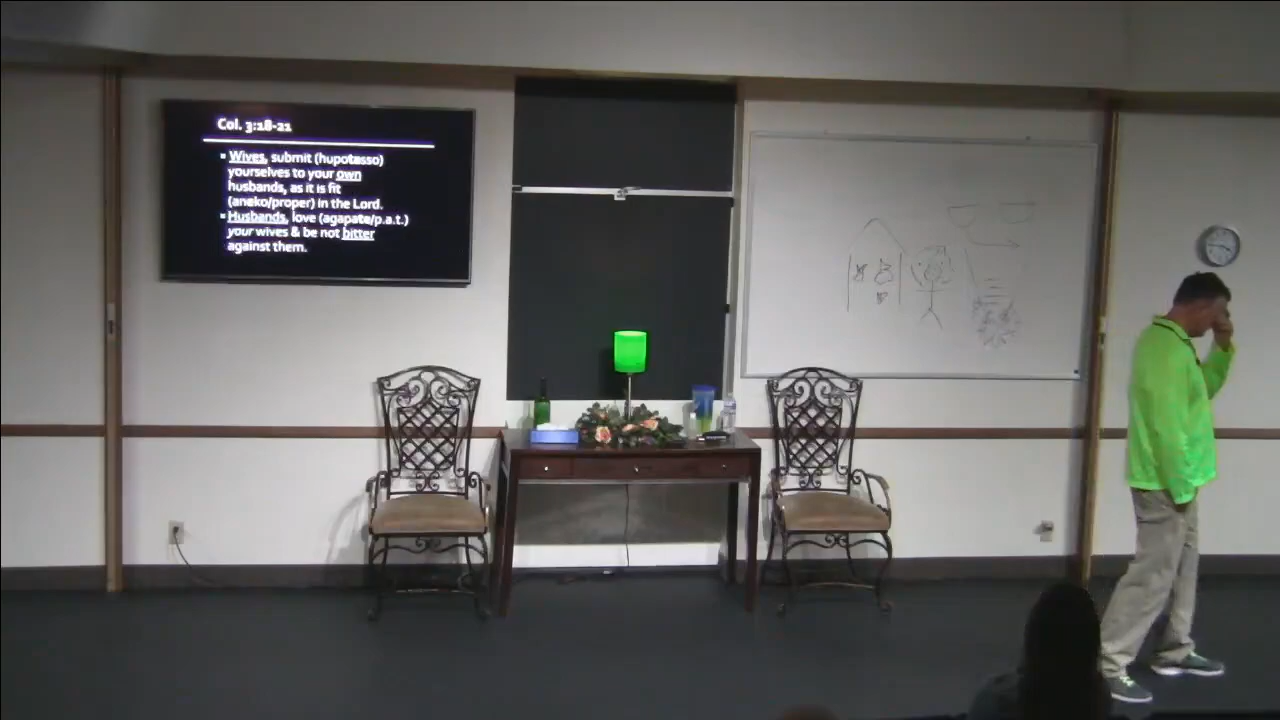 Col. 3:18-21
▪ Wives, submit (hupotasso)
yourselves to your own
husbands, as it is fit
(aneko/proper) in the Lord.
▪ Husbands, love (agapate/p.a.t.)
your wives & be not bitter
against them.